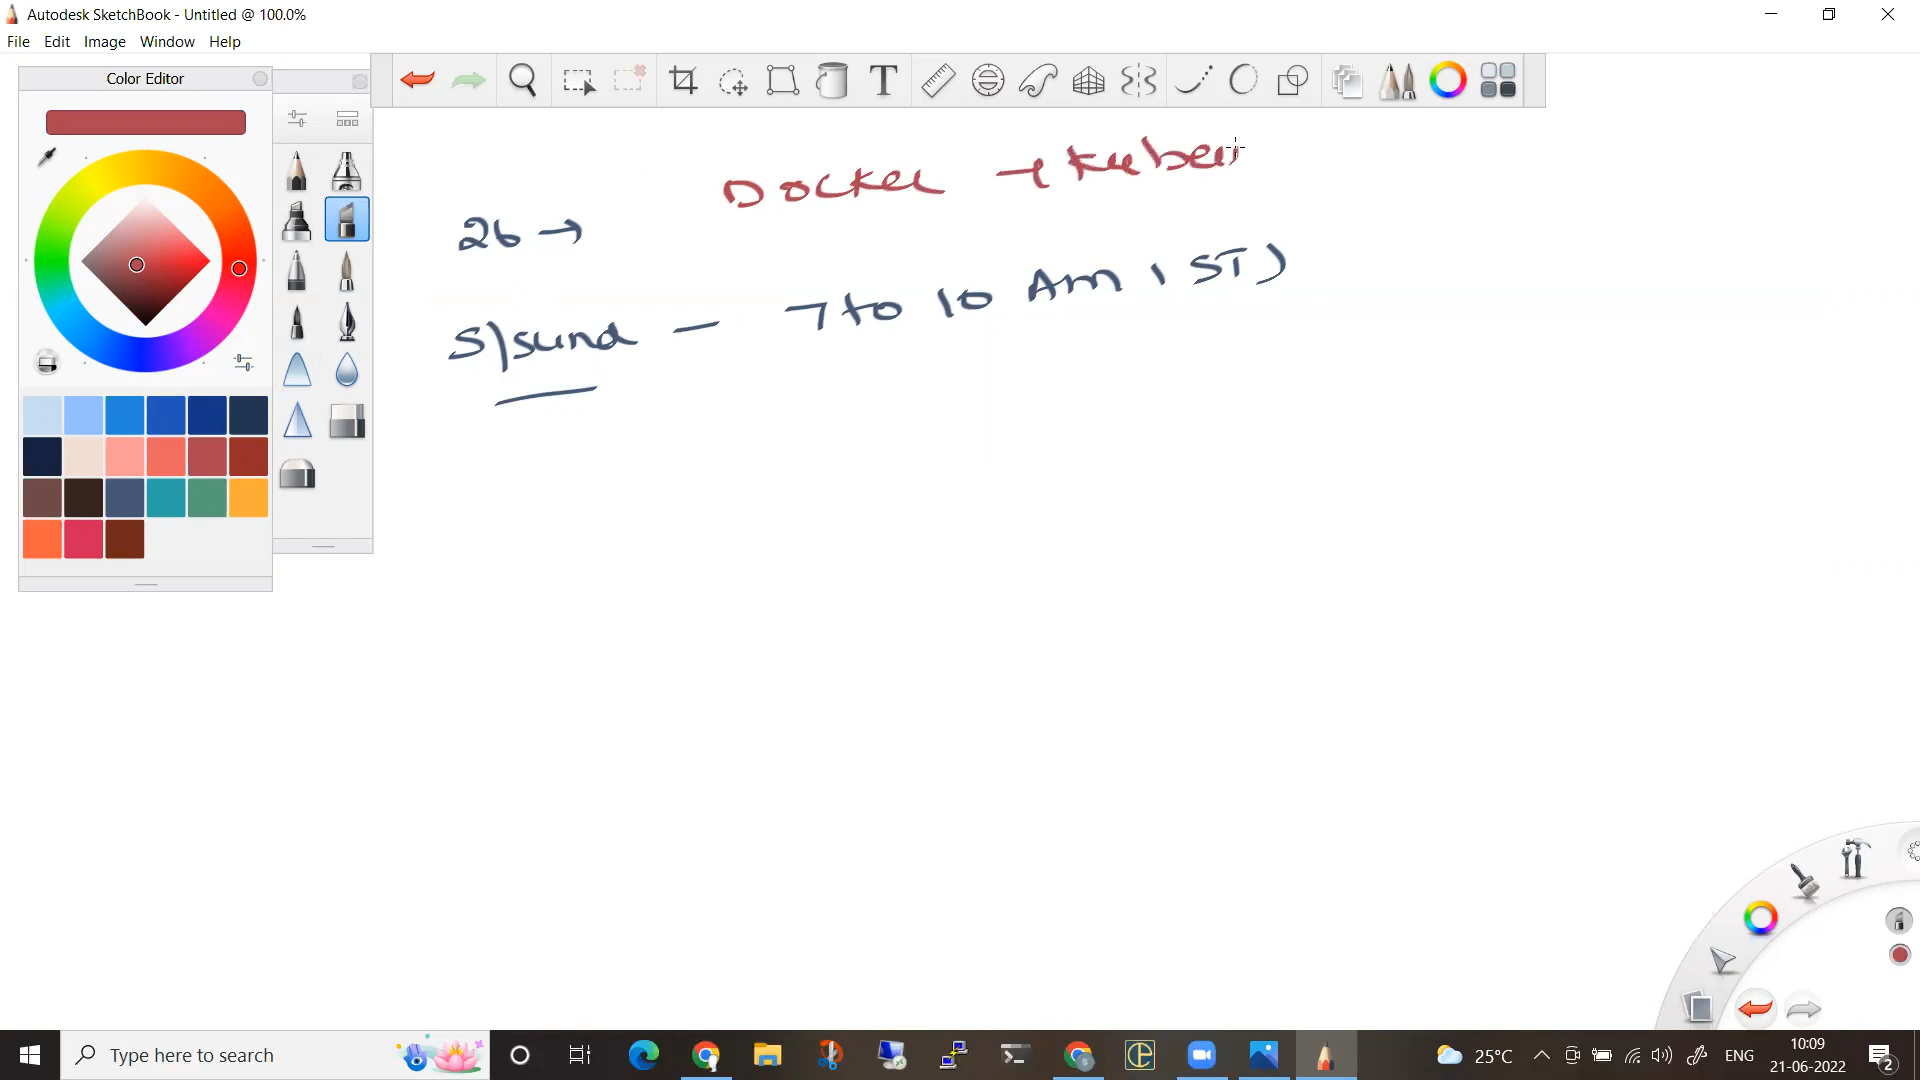 Autodesk SketchBook - Untitled @ 100.0%
File Edit Image Window Help
Color Editor
T
Docker → Kuber
26 →
S/Sund — 7 to 10 Am IST)
Type here to search
25°C
ENG
10:09
21-06-2022
2